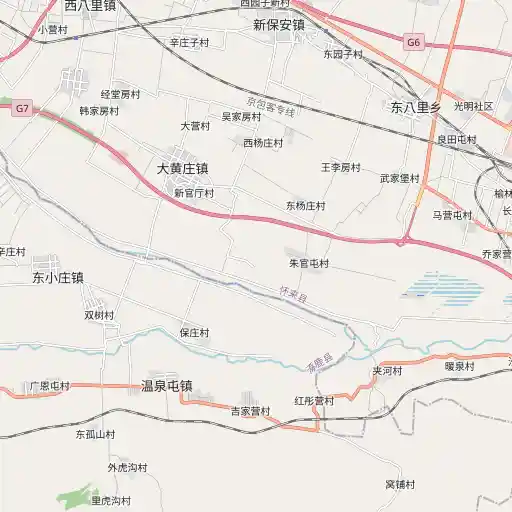 西八里镇
西园子新村
小营村
辛庄子村
新保安镇
G6
东园子村
经堂房村
京包客专线
东八里乡
光明社区
G7
韩家房村
吴家房村
大营村
西杨庄村
良田屯村
大黄庄镇
王李房村
武家堡村
新官厅村
东杨庄村
榆林
长
马营屯村
辛庄村
乔家营
朱官屯村
东小庄镇
怀来县
双树村
保庄村
涿鹿县
夹河村
暖泉村
广恩屯村
温泉屯镇
吉家营村
红彤营村
东孤山村
外虎沟村
窝铺村
里虎沟村